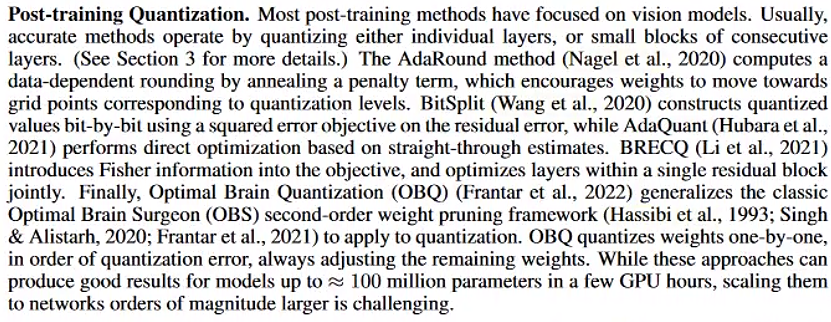 Post-training Quantization. Most post-training methods have focused on vision models. Usually,
accurate methods operate by quantizing either individual layers, or small blocks of consecutive
layers. (See Section 3 for more details.) The AdaRound method (Nagel et al., 2020) computes a
data-dependent rounding by annealing a penalty term, which encourages weights to move towards
grid points corresponding to quantization levels. BitSplit (Wang et al., 2020) constructs quantized
values bit-by-bit using a squared error objective on the residual error, while AdaQuant (Hubara et al.,
2021) performs direct optimization based on straight-through estimates. BRECQ (Li et al., 2021)
introduces Fisher information into the objective, and optimizes layers within a single residual block
jointly. Finally, Optimal Brain Quantization (OBQ) (Frantar et al., 2022) generalizes the classic
Optimal Brain Surgeon (OBS) second-order weight pruning framework (Hassibi et al., 1993; Singh
& Alistarh, 2020; Frantar et al., 2021) to apply to quantization. OBQ quantizes weights one-by-one,
in order of quantization error, always adjusting the remaining weights. While these approaches can
produce good results for models up to ≈ 100 million parameters in a few GPU hours, scaling them
to networks orders of magnitude larger is challenging.